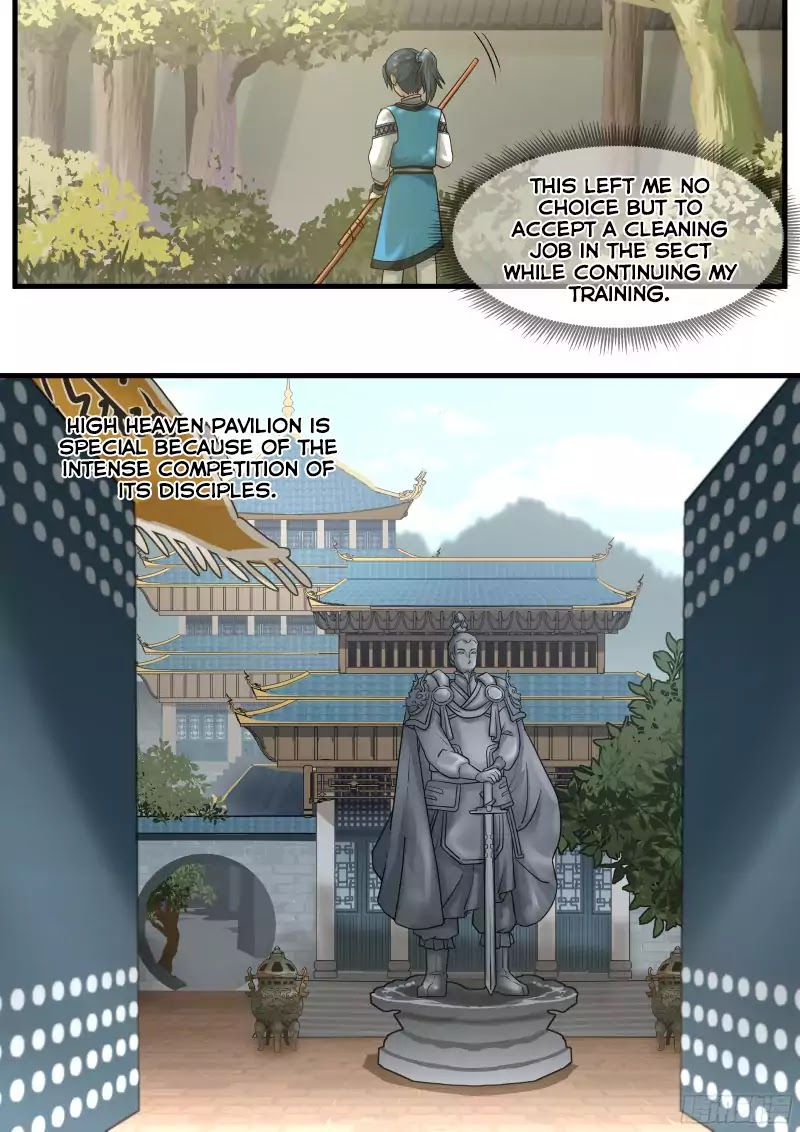 THIS LEFT ME NO
CHOICE BUT TO
ACCEPT A CLEANING
JOB IN THE SECT
WHILE CONTINUING MY
TRAINING.
HIGH HEAVEN PAVILION IS
SPECIAL BECAUSE OF THE
INTENSE COMPETITION OF
ITS DISCIPLES.